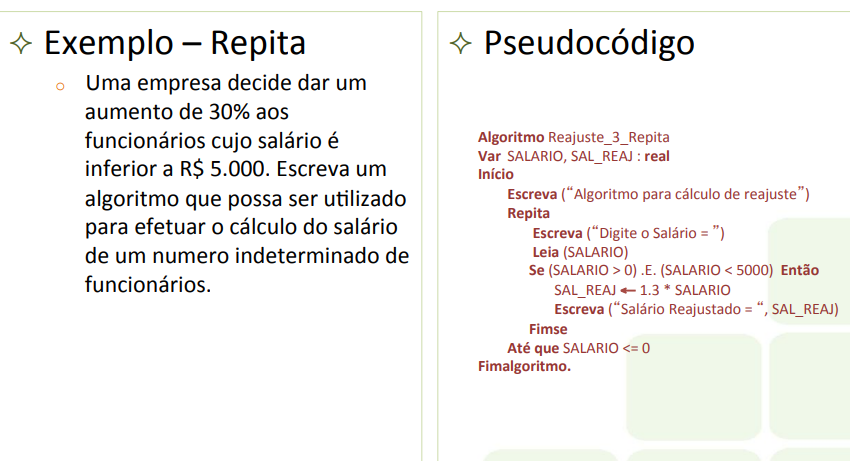 Exemplo – Repita
Uma empresa decide dar um
aumento de 30% aos
funcionários cujo salário é
inferior a R$ 5.000. Escreva um
algoritmo que possa ser utilizado
para efetuar o cálculo do salário
de um numero indeterminado de
funcionários.
Pseudocódigo
Algoritmo Reajuste_3_Repita
Var SALARIO, SAL_REAJ : real
Início
Escreva (“Algoritmo para cálculo de reajuste”)
Repita
Escreva (“Digite o Salário = ”)
Leia (SALARIO)
Se (SALARIO > 0) .E. (SALARIO < 5000) Então
SAL_REAJ ← 1.3 * SALARIO
Escreva (“Salário Reajustado = “, SAL_REAJ)
Fimse
Até que SALARIO <= 0
Fimalgoritmo.